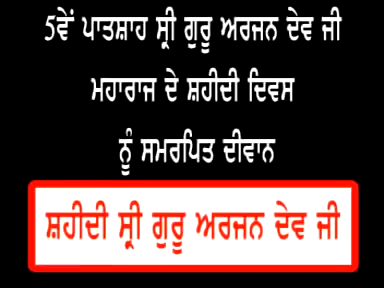 5ਵੇਂ ਪਾਤਸ਼ਾਹ ਸ੍ਰੀ ਗੁਰੂ ਅਰਜਨ ਦੇਵ ਜੀ
ਮਹਾਰਾਜ ਦੇ ਸ਼ਹੀਦੀ ਦਿਵਸ
ਨੂੰ ਸਮਰਪਿਤ ਦੀਵਾਨ
ਸ਼ਹੀਦੀ ਸ੍ਰੀ ਗੁਰੂ ਅਰਜਨ ਦੇਵ ਜੀ